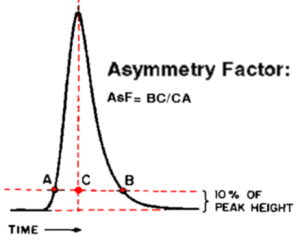 Asymmetry Factor:
AsF= BC/CA
A
C
B
10% OF
PEAK HEIGHT
TIME